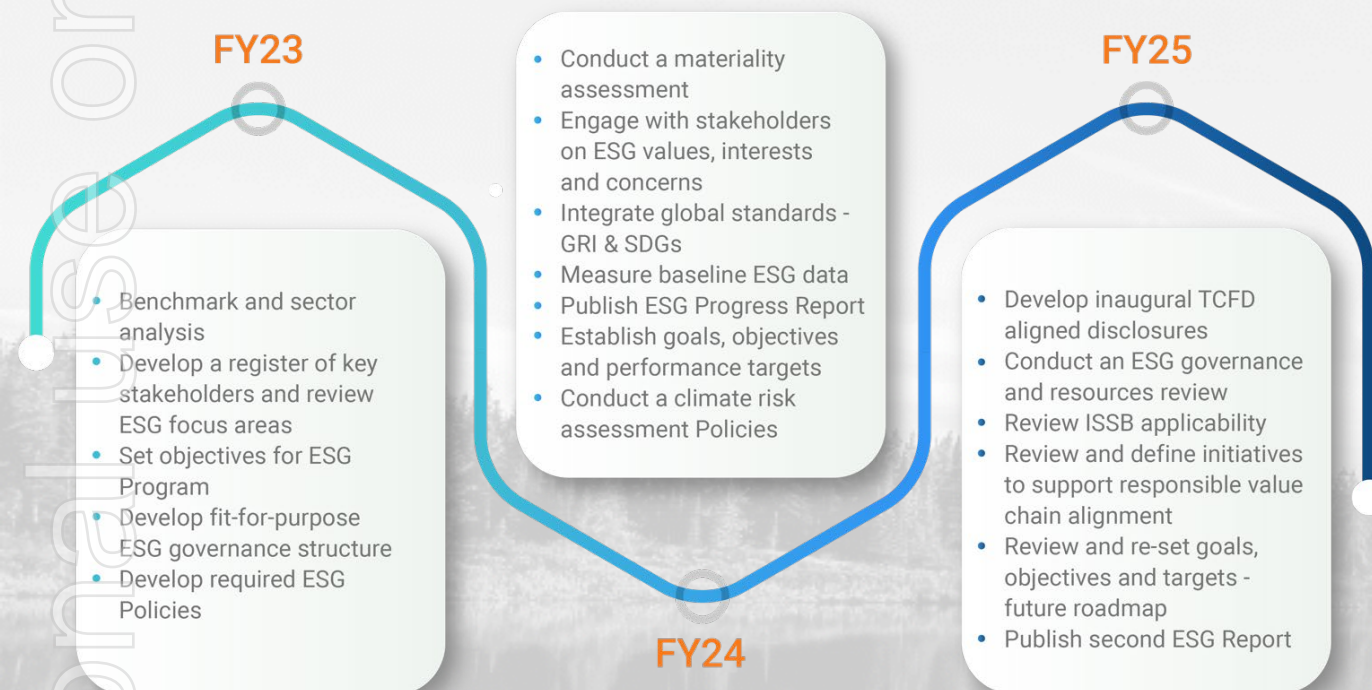 FY23
Benchmark and sector
analysis
Develop a register of key
stakeholders and review
ESG focus areas
Set objectives for ESG
Program
Develop fit-for-purpose
ESG governance structure
Develop required ESG
Policies
Conduct a materiality
assessment
Engage with stakeholders
on ESG values, interests
and concerns
Integrate global standards -
GRI & SDGs
Measure baseline ESG data
Publish ESG Progress Report
Establish goals, objectives
and performance targets
Conduct a climate risk
assessment Policies
FY24
FY25
Develop inaugural TCFD
aligned disclosures
Conduct an ESG governance
and resources review
Review ISSB applicability
Review and define initiatives
to support responsible value
chain alignment
Review and re-set goals,
objectives and targets -
future roadmap
Publish second ESG Report
onal use or